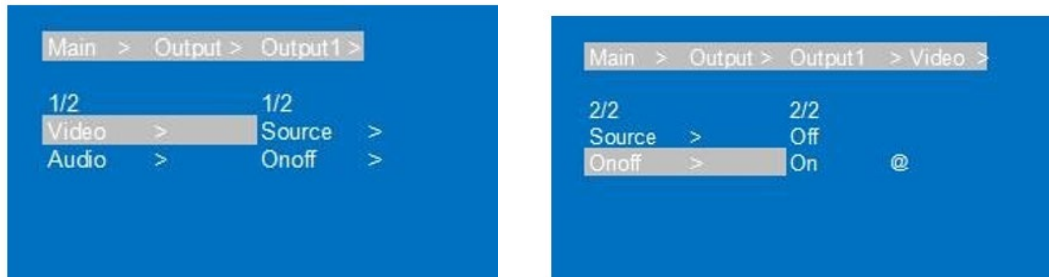 Main > Output > Output1 >
1/2 1/2
Video > Source >
Audio > Onoff >
Main > Output > Output1 > Video >
2/2 2/2
Source > Off
Onoff > On @